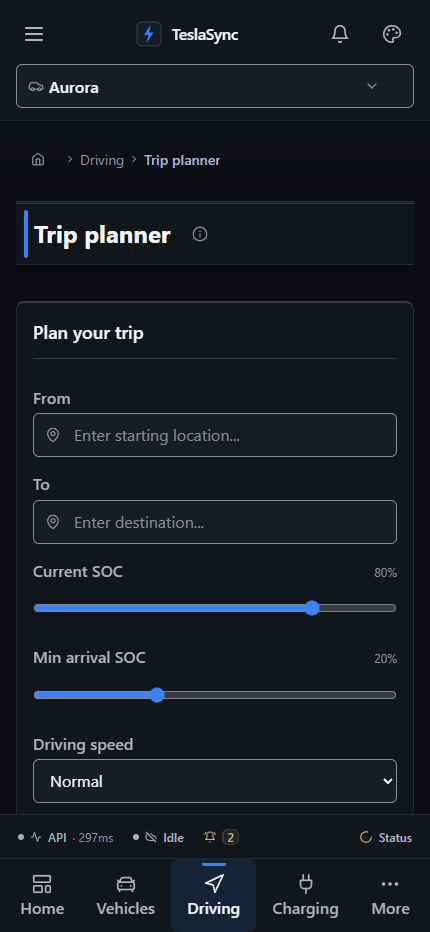 TeslaSync
Aurora
Driving
Trip planner
Trip planner
Plan your trip
From
Enter starting location...
To
Enter destination...
Current SOC 80%
Min arrival SOC 20%
Driving speed
Normal
API · 297ms Idle 2 Status
Home Vehicles Driving Charging More